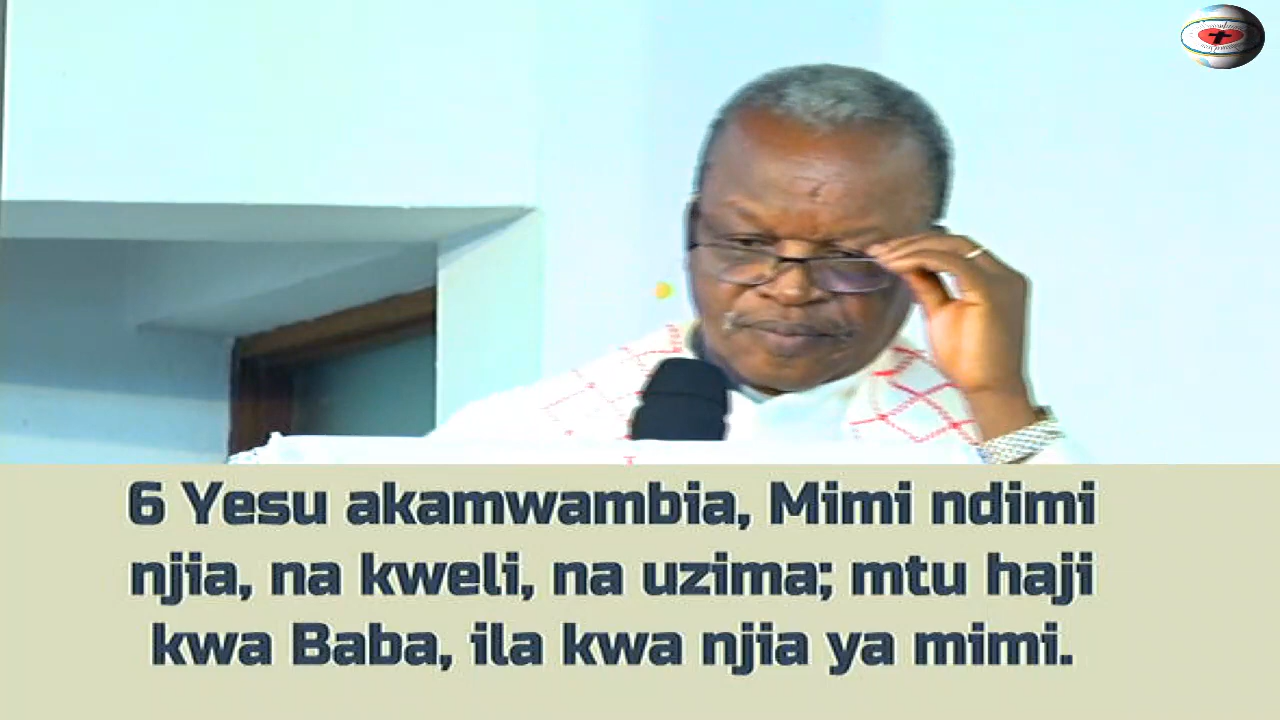 6 Yesu akamwambia, Mimi ndimi
njia, na kweli, na uzima; mtu haji
kwa Baba, ila kwa njia ya mimi.